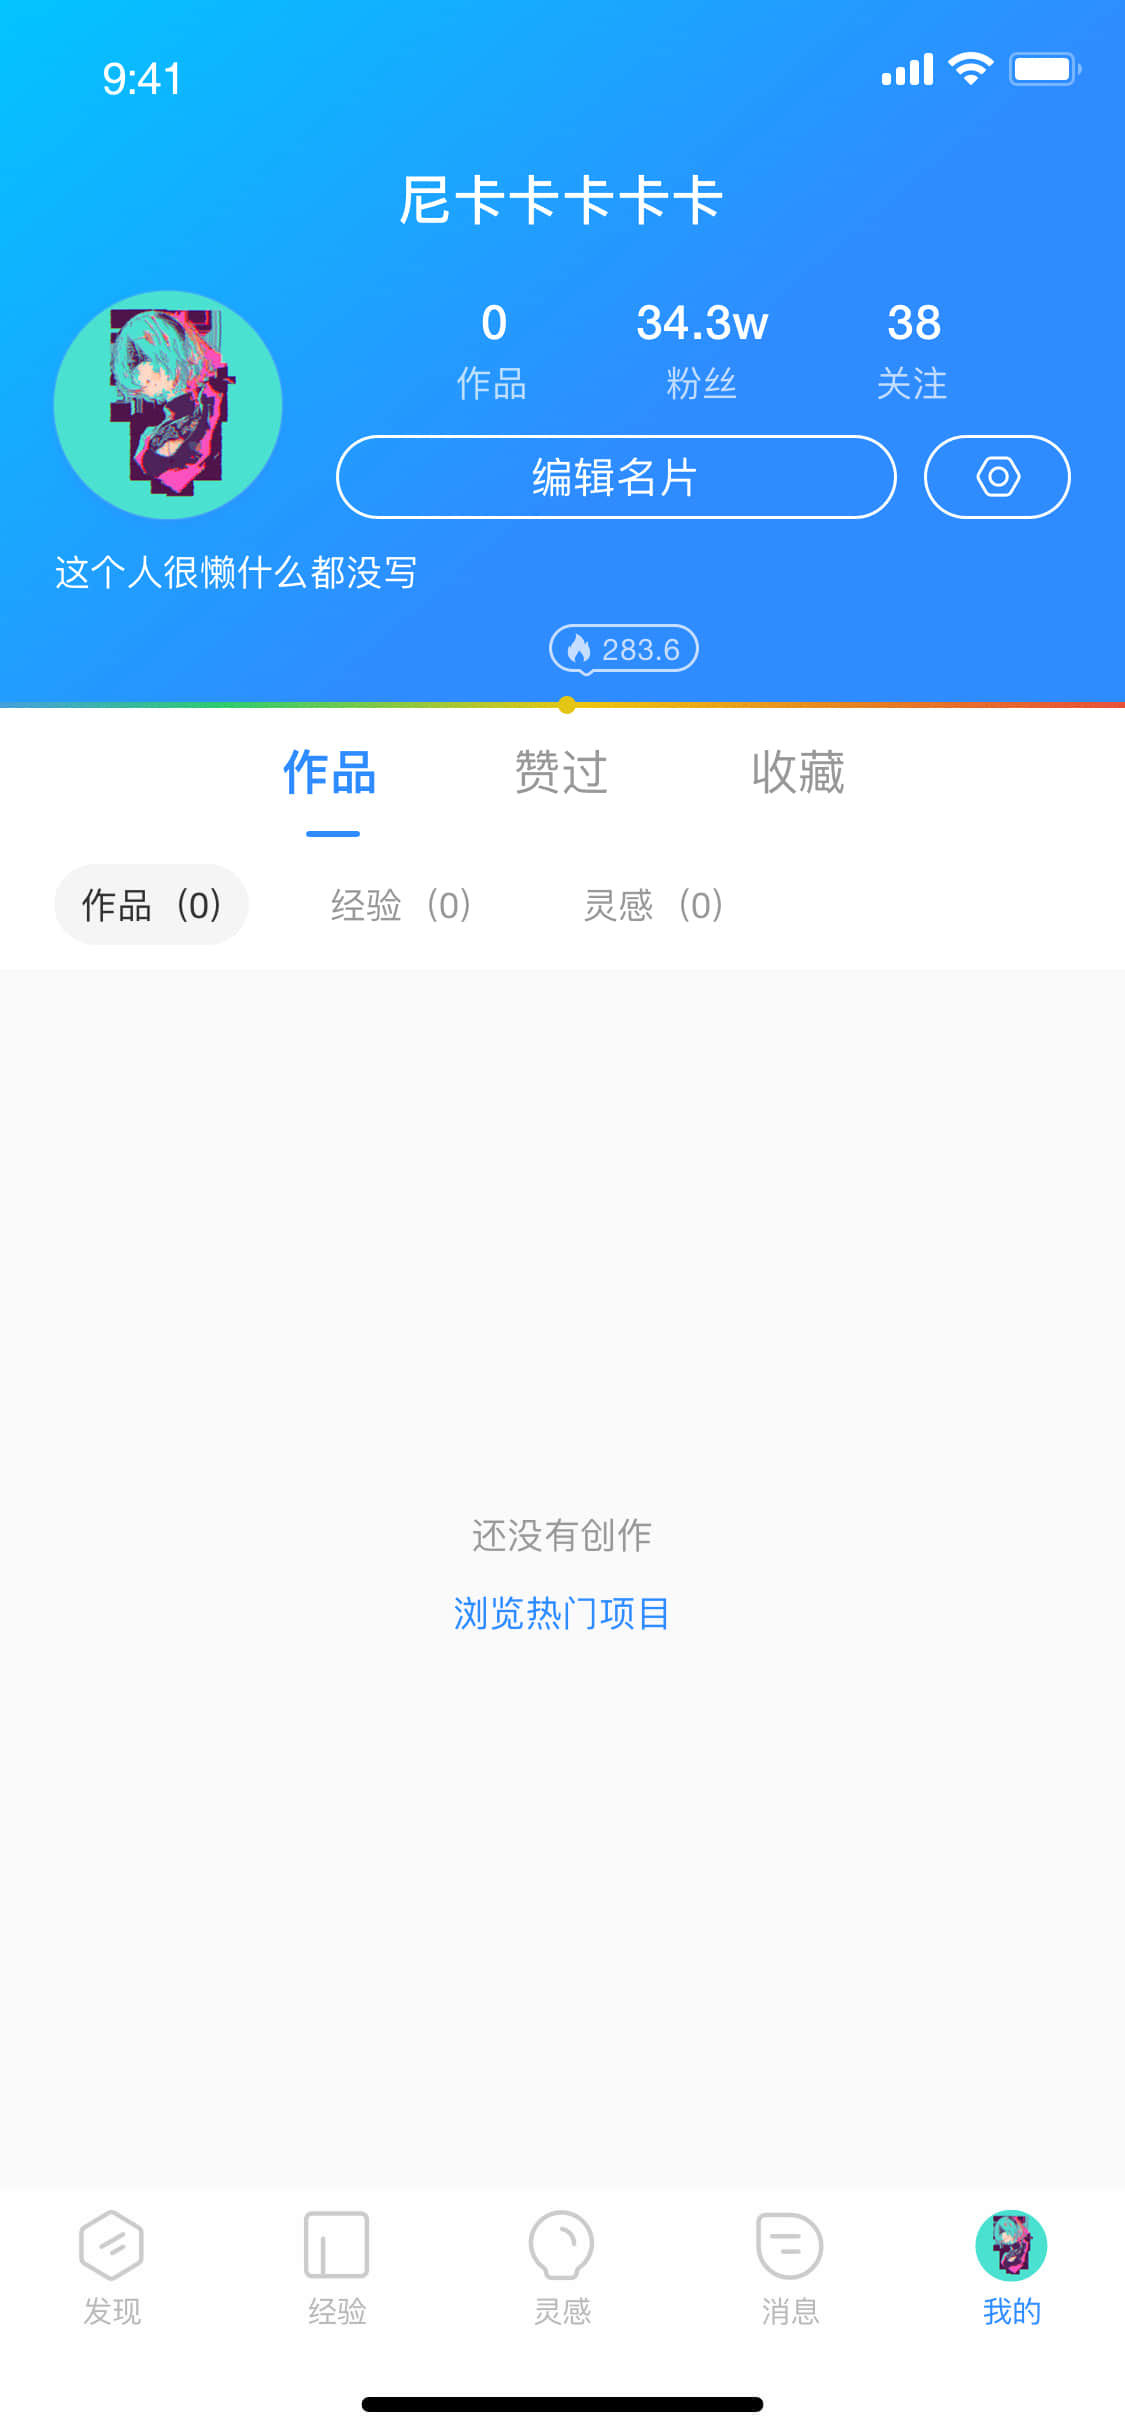 9:41
尼卡卡卡卡卡
0 34.3w 38
作品 粉丝 关注
编辑名片
这个人很懒什么都没写
283.6
作品 赞过 收藏
作品（0） 经验（0） 灵感（0）
还没有创作
浏览热门项目
发现 经验 灵感 消息 我的